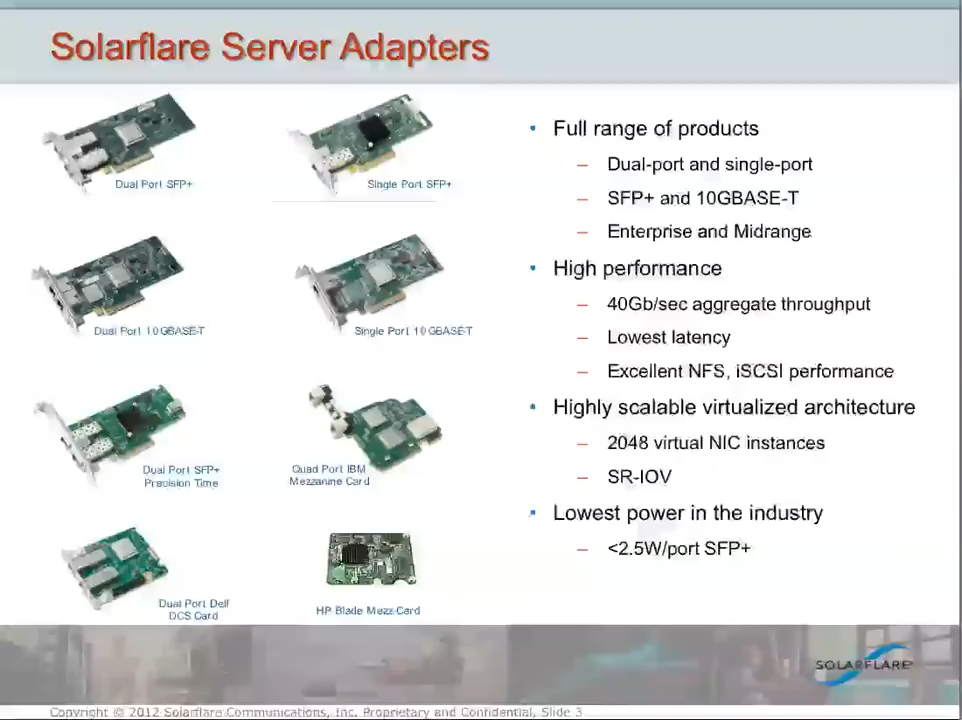 Solarflare Server Adapters
Dual Port SFP+
Single Port SFP+
Dual Port 10GBASE-T
Single Port 10GBASE-T
Dual Port SFP+
Precision Time
Quad Port IBM
Mezzanine Card
Dual Port Dell
DCS Card
HP Blade Mezz Card
• Full range of products
– Dual-port and single-port
– SFP+ and 10GBASE-T
– Enterprise and Midrange
• High performance
– 40Gb/sec aggregate throughput
– Lowest latency
– Excellent NFS, iSCSI performance
• Highly scalable virtualized architecture
– 2048 virtual NIC instances
– SR-IOV
• Lowest power in the industry
– <2.5W/port SFP+
SOLARFLARE®
Copyright © 2012 Solarflare Communications, Inc. Proprietary and Confidential, Slide 3